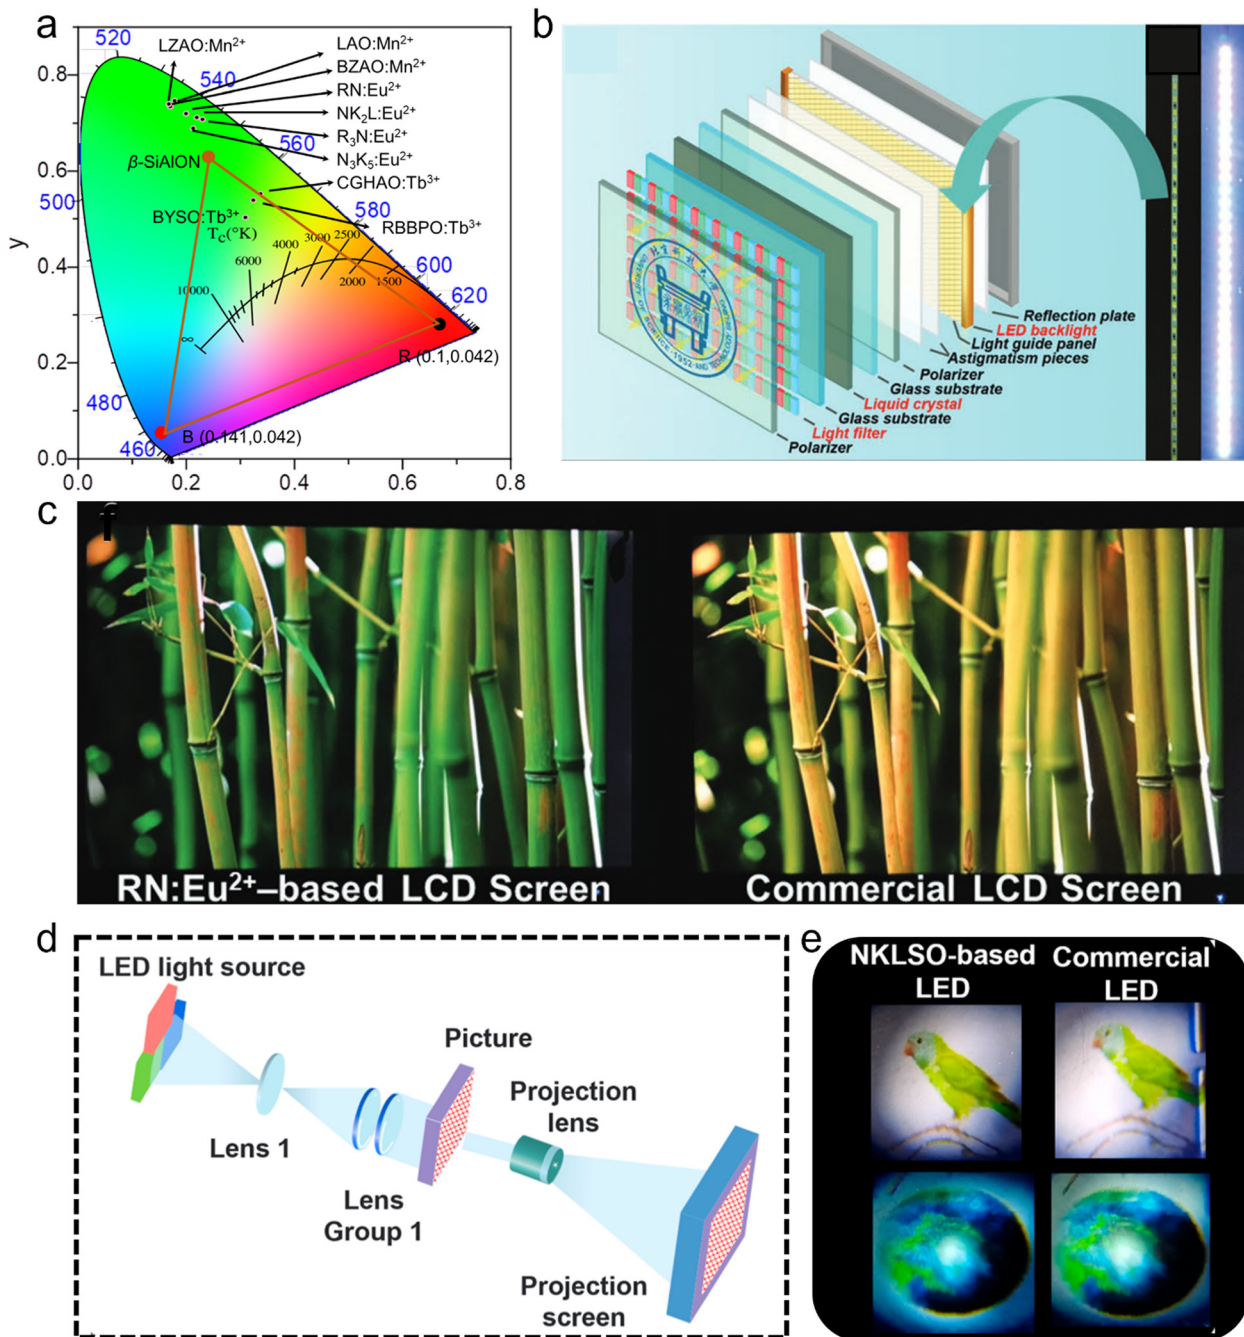 a
0.8
0.6
0.4
0.2
0.0
0.0
0.2
0.4
0.6
0.8
y
520
540
560
580
600
620
500
480
460
LZAO:Mn²⁺
LAO:Mn²⁺
BZAO:Mn²⁺
RN:Eu²⁺
NK₂L:Eu²⁺
R₃N:Eu²⁺
N₃K₅:Eu²⁺
CGHAO:Tb³⁺
RBBPO:Tb³⁺
β-SiAlON
BYSO:Tb³⁺
T_C(°K)
10000
6000
4000
3000
2500
2000
1500
∞
R (0.1,0.042)
B (0.141,0.042)
b
Reflection plate
LED backlight
Light guide panel
Astigmatism pieces
Polarizer
Glass substrate
Liquid crystal
Glass substrate
Light filter
Polarizer
c
f
RN:Eu²⁺–based LCD Screen
Commercial LCD Screen
d
LED light source
Lens 1
Lens
Group 1
Picture
Projection
lens
Projection
screen
e
NKLSO-based
LED
Commercial
LED